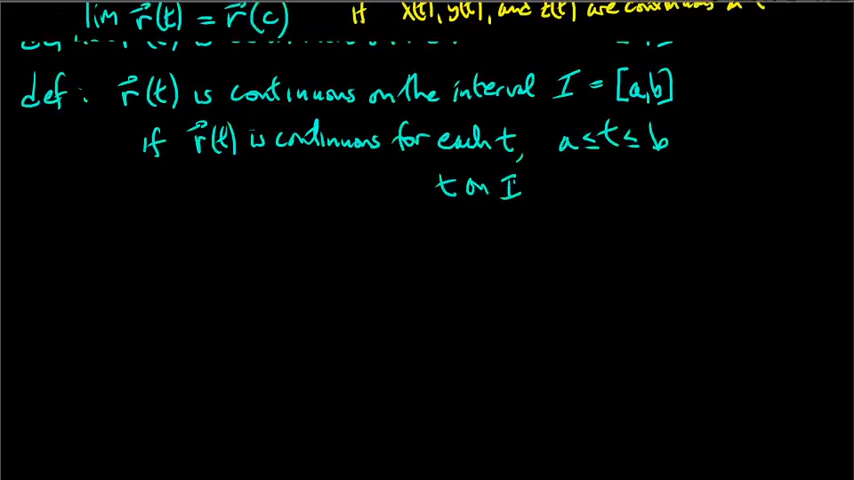 lim r⃗(t) = r⃗(c) If x(t), y(t), and z(t) are continuous
def: r⃗(t) is continuous on the interval I = [a,b]
if r⃗(t) is continuous for each t, a ≤ t ≤ b
t on I